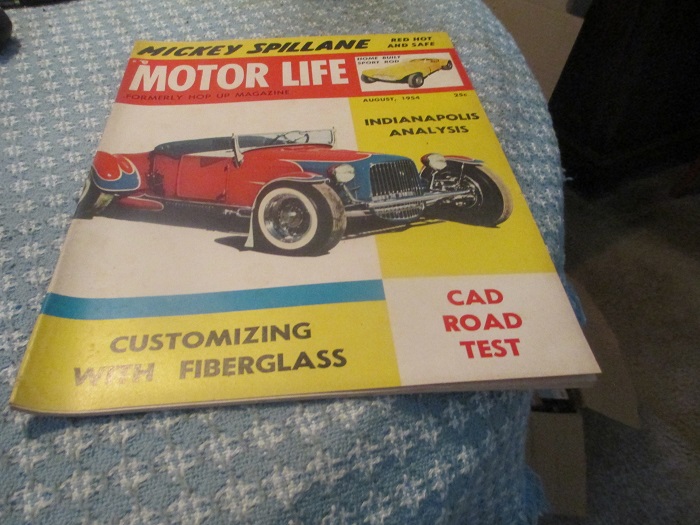 MICKEY SPILLANE
RED HOT
AND SAFE
MOTOR LIFE
HOME BUILT
SPORT ROD
FORMERLY HOP UP MAGAZINE
AUGUST, 1954
25c
INDIANAPOLIS
ANALYSIS
CAD
ROAD
TEST
CUSTOMIZING
WITH FIBERGLASS